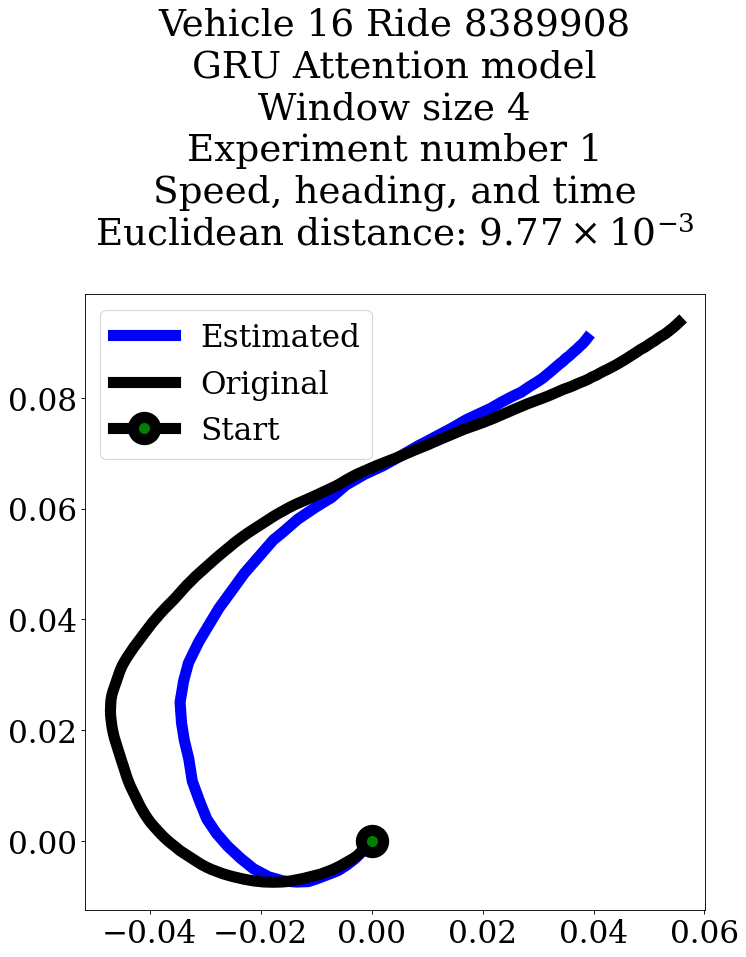 Vehicle 16 Ride 8389908
GRU Attention model
Window size 4
Experiment number 1
Speed, heading, and time
Euclidean distance: 9.77 × 10⁻³
Estimated
Original
Start
0.08
0.06
0.04
0.02
0.00
−0.04 −0.02 0.00 0.02 0.04 0.06